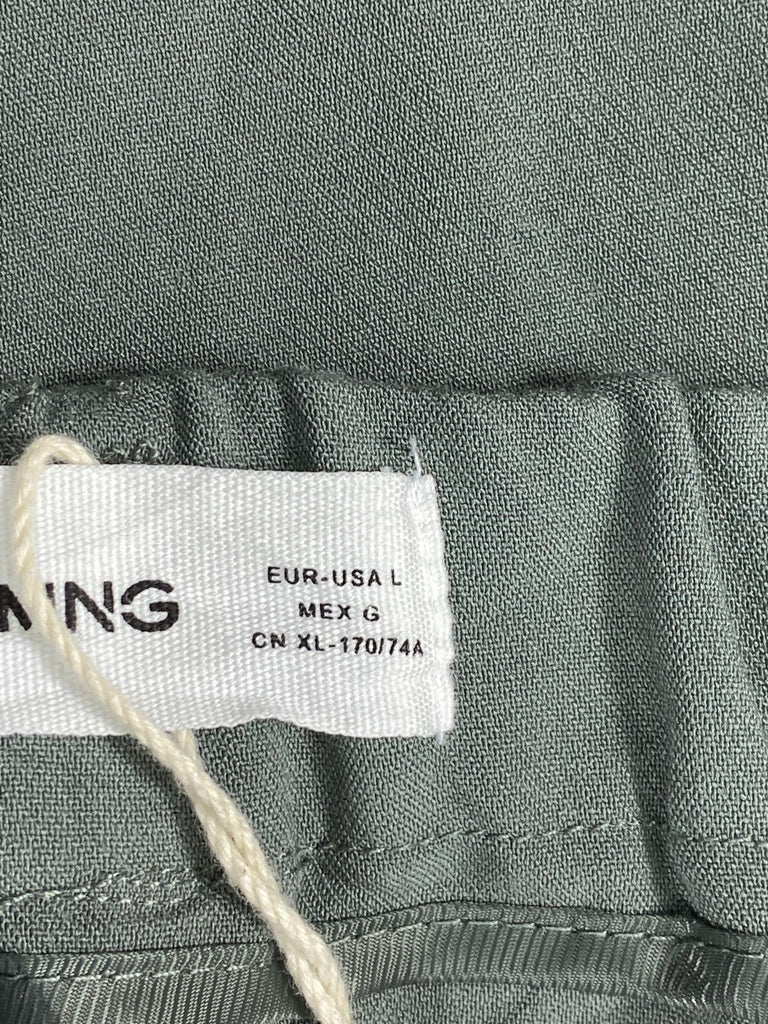 NNG
EUR-USA L
MEX G
CN XL-170/74A